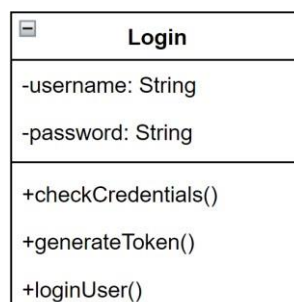 Login
-username: String
-password: String
+checkCredentials()
+generateToken()
+loginUser()